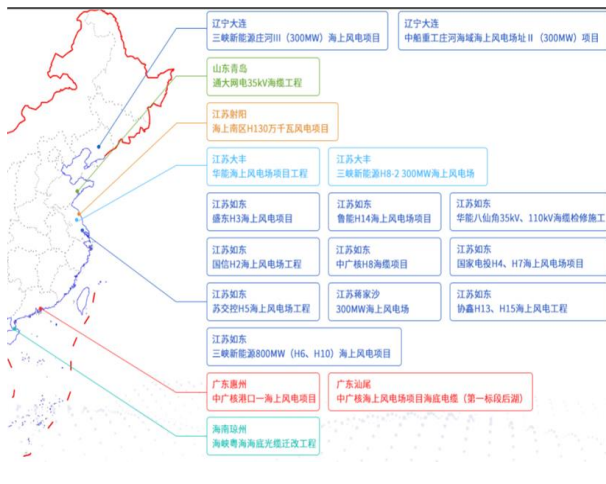 辽宁大连
三峡新能源庄河III（300MW）海上风电项目
辽宁大连
中船重工庄河海域海上风电场址II（300MW）项目
山东青岛
通大网电35kV海缆工程
江苏射阳
海上南区H130万千瓦风电项目
江苏大丰
华能海上风电场项目工程
江苏大丰
三峡新能源H8-2 300MW海上风电场
江苏如东
盛东H3海上风电项目
江苏如东
鲁能H14海上风电场项目
江苏如东
华能八仙角35kV、110kV海缆检修施工
江苏如东
国信H2海上风电场工程
江苏如东
中广核H8海缆项目
江苏如东
国家电投H4、H7海上风电场项目
江苏如东
苏交控H5海上风电场工程
江苏蒋家沙
300MW海上风电场
江苏如东
协鑫H13、H15海上风电工程
江苏如东
三峡新能源800MW（H6、H10）海上风电项目
广东惠州
中广核港口一海上风电项目
广东汕尾
中广核海上风电场项目海底电缆（第一标段后湖）
海南琼州
海峡粤海海底光缆迁改工程